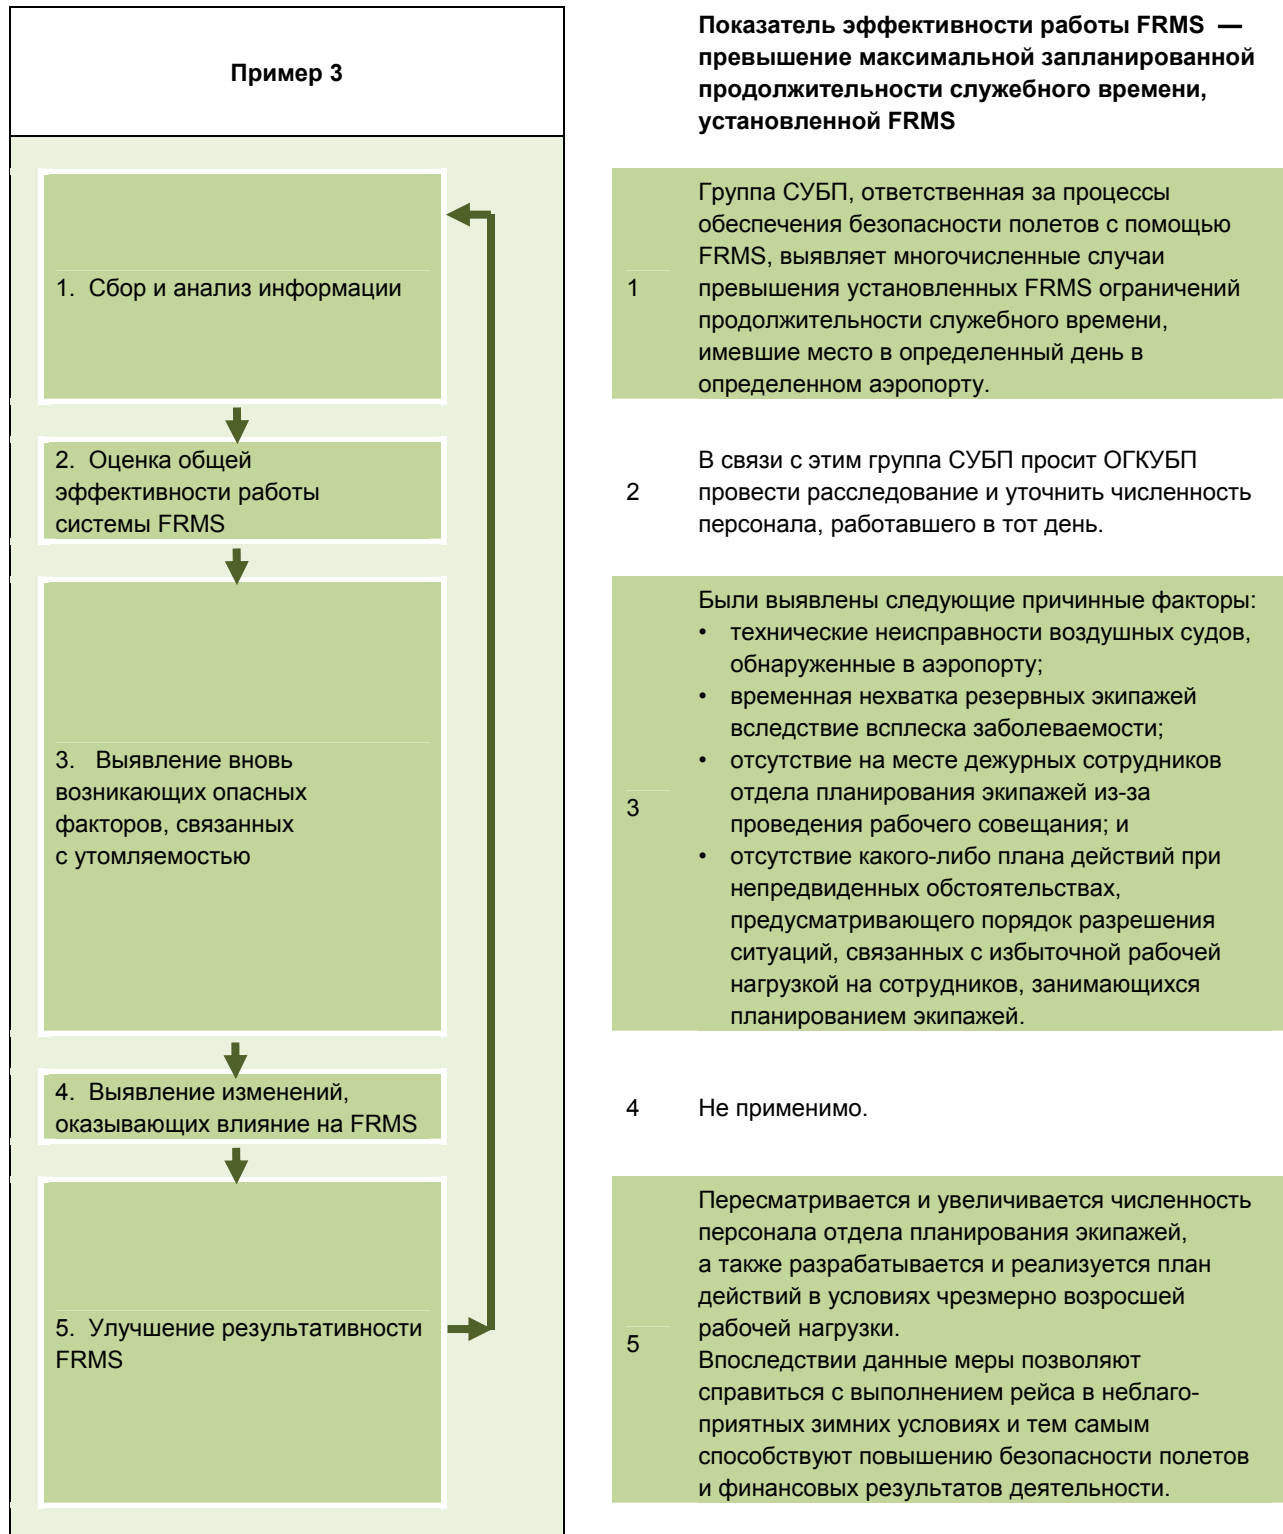 Пример 3
Показатель эффективности работы FRMS —
превышение максимальной запланированной
продолжительности служебного времени,
установленной FRMS
1. Сбор и анализ информации
1
Группа СУБП, ответственная за процессы
обеспечения безопасности полетов с помощью
FRMS, выявляет многочисленные случаи
превышения установленных FRMS ограничений
продолжительности служебного времени,
имевшие место в определенный день в
определенном аэропорту.
2. Оценка общей
эффективности работы
системы FRMS
2
В связи с этим группа СУБП просит ОГКУБП
провести расследование и уточнить численность
персонала, работавшего в тот день.
3. Выявление вновь
возникающих опасных
факторов, связанных
с утомляемостью
3
Были выявлены следующие причинные факторы:
• технические неисправности воздушных судов,
обнаруженные в аэропорту;
• временная нехватка резервных экипажей
вследствие всплеска заболеваемости;
• отсутствие на месте дежурных сотрудников
отдела планирования экипажей из-за
проведения рабочего совещания; и
• отсутствие какого-либо плана действий при
непредвиденных обстоятельствах,
предусматривающего порядок разрешения
ситуаций, связанных с избыточной рабочей
нагрузкой на сотрудников, занимающихся
планированием экипажей.
4. Выявление изменений,
оказывающих влияние на FRMS
4
Не применимо.
5. Улучшение результативности
FRMS
5
Пересматривается и увеличивается численность
персонала отдела планирования экипажей,
а также разрабатывается и реализуется план
действий в условиях чрезмерно возросшей
рабочей нагрузки.
Впоследствии данные меры позволяют
справиться с выполнением рейса в неблаго-
приятных зимних условиях и тем самым
способствуют повышению безопасности полетов
и финансовых результатов деятельности.